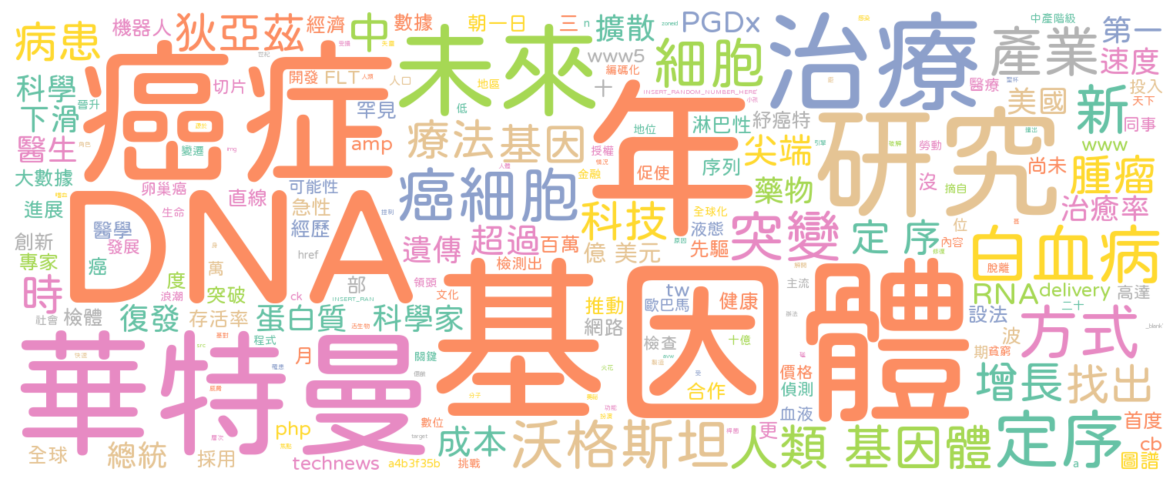 病患
機器人
狄亞茲
經濟
中
數據
朝一日
三
n
擴散
PGDx
治療
產業
第一
中產階級
速度
科學
切片
開發
FLT
人口
癌症
未來
地區
編碼化
www5
細胞
十
INSERT_RANDOM_NUMBER_HERE
醫療
美國
投入
天下
新
同事
www
下滑
晉升
罕見
amp
療法
基因
低
年
地位
淋巴性
紓癌特
授權
促使
序列
尖端
研究
勞動
沒
尚未
摘自
腫瘤
治癒率
醫生
變遷
大數據
卵巢癌
直線
可能性
急性
癌細胞
金融
藥物
進展
生命
醫學
發展
經歷
科技
全球化
液態
突變
定 序
位
內容
白血病
創新
專家
癌
DNA
href
遺傳
超過
百萬
億
美元
先驅
脫離
時
度
萬
浪潮
突破
部
檢測出
領頭
文化
ck
INSERT_RAN
tw
歐巴馬
健康
主流
RNA
delivery
高達
二十
社會
檢體
復發
存活率
蛋白質
科學家
推動
網路
基因體
設法
波
方式
_blank'
華特曼
程式
月
關鍵
檢查
十億
期
貧窮
合作
價格
偵測
增長
找出
全球
總統
採用
php
technews
數位
target
a4b3f35b
成本
挑戰
沃格斯坦
血液
更
人類
基因體
定序
a
首度
cb
圖譜